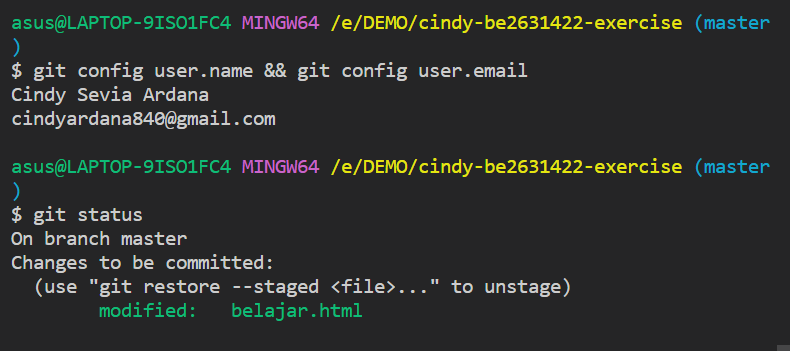 asus@LAPTOP-9ISO1FC4 MINGW64 /e/DEMO/cindy-be2631422-exercise (master
)
$ git config user.name && git config user.email
Cindy Sevia Ardana
cindyardana840@gmail.com
asus@LAPTOP-9ISO1FC4 MINGW64 /e/DEMO/cindy-be2631422-exercise (master
)
$ git status
On branch master
Changes to be committed:
  (use "git restore --staged <file>..." to unstage)
        modified:   belajar.html